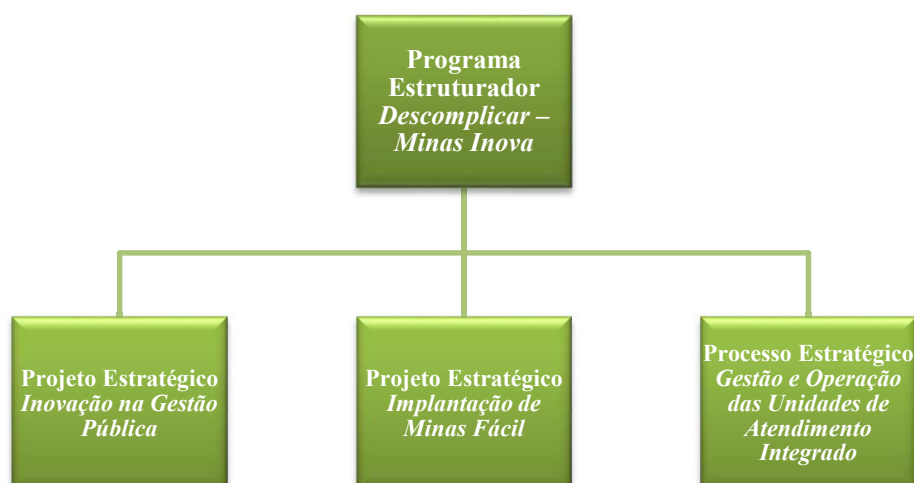 Programa
Estruturador
Descomplicar –
Minas Inova
Projeto Estratégico
Inovação na Gestão
Pública
Projeto Estratégico
Implantação de
Minas Fácil
Processo Estratégico
Gestão e Operação
das Unidades de
Atendimento
Integrado